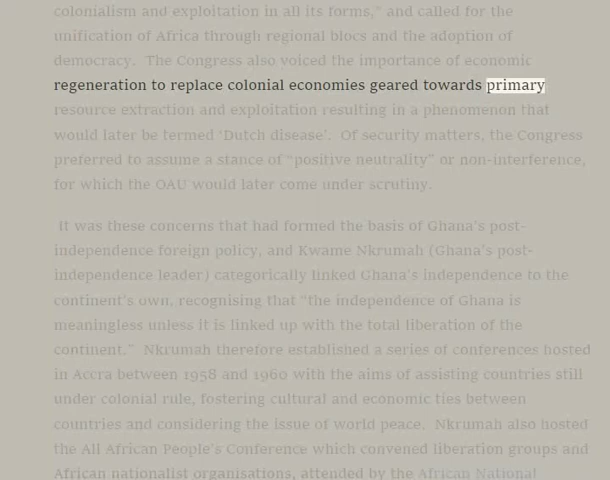 colonialism and exploitation in all its forms,” and called for the
unification of Africa through regional blocs and the adoption of
democracy.  The Congress also voiced the importance of economic
regeneration to replace colonial economies geared towards primary
resource extraction and exploitation resulting in a phenomenon that
would later be termed ‘Dutch disease’.  Of security matters, the Congress
preferred to assume a stance of “positive neutrality” or non-interference,
for which the OAU would later come under scrutiny.
It was these concerns that had formed the basis of Ghana’s post-
independence foreign policy, and Kwame Nkrumah (Ghana’s post-
independence leader) categorically linked Ghana’s independence to the
continent’s own, recognising that “the independence of Ghana is
meaningless unless it is linked up with the total liberation of the
continent.”  Nkrumah therefore established a series of conferences hosted
in Accra between 1958 and 1960 with the aims of assisting countries still
under colonial rule, fostering cultural and economic ties between
countries and considering the issue of world peace.  Nkrumah also hosted
the All African People’s Conference which convened liberation groups and
African nationalist organisations, attended by the African National